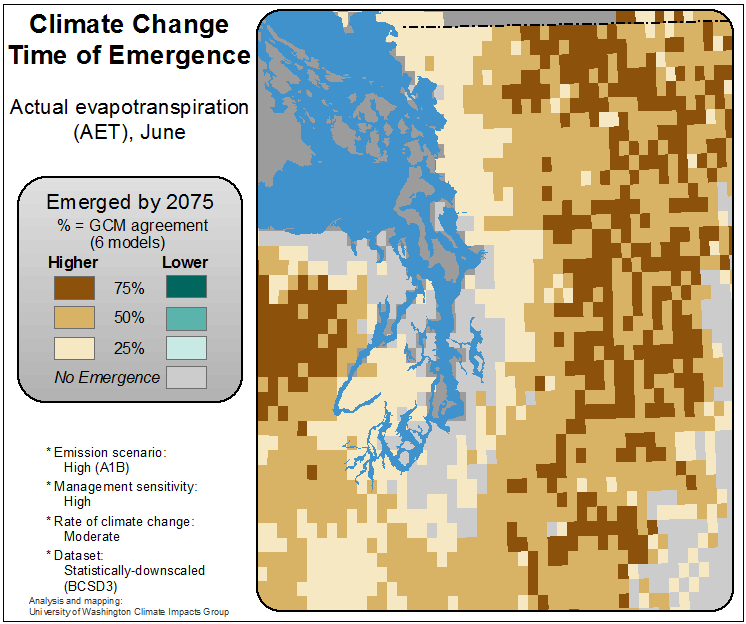 Climate Change
Time of Emergence
Actual evapotranspiration
(AET), June
Emerged by 2075
% = GCM agreement
(6 models)
Higher Lower
75%
50%
25%
No Emergence
* Emission scenario:
High (A1B)
* Management sensitivity:
High
* Rate of climate change:
Moderate
* Dataset:
Statistically-downscaled
(BCSD3)
Analysis and mapping:
University of Washington Climate Impacts Group